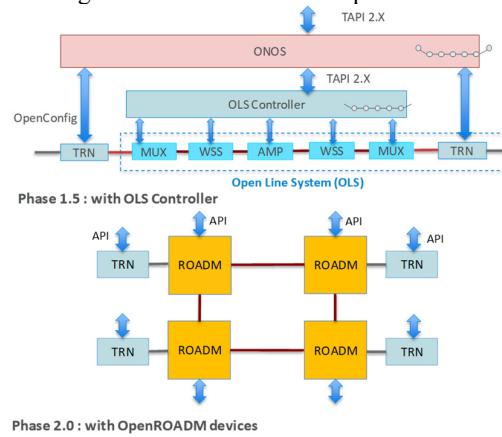 TAPI 2.X
ONOS
TAPI 2.X
OpenConfig
OLS Controller
TRN MUX WSS AMP WSS MUX TRN
Open Line System (OLS)
Phase 1.5 : with OLS Controller
API API API API
TRN ROADM ROADM TRN
TRN ROADM ROADM TRN
Phase 2.0 : with OpenROADM devices